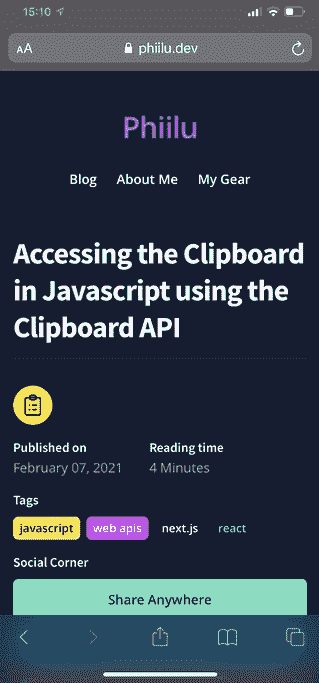 15:10
AA phiilu.dev
Phiilu
Blog About Me My Gear
Accessing the Clipboard
in Javascript using the
Clipboard API
Published on Reading time
February 07, 2021 4 Minutes
Tags
javascript web apis next.js react
Social Corner
Share Anywhere